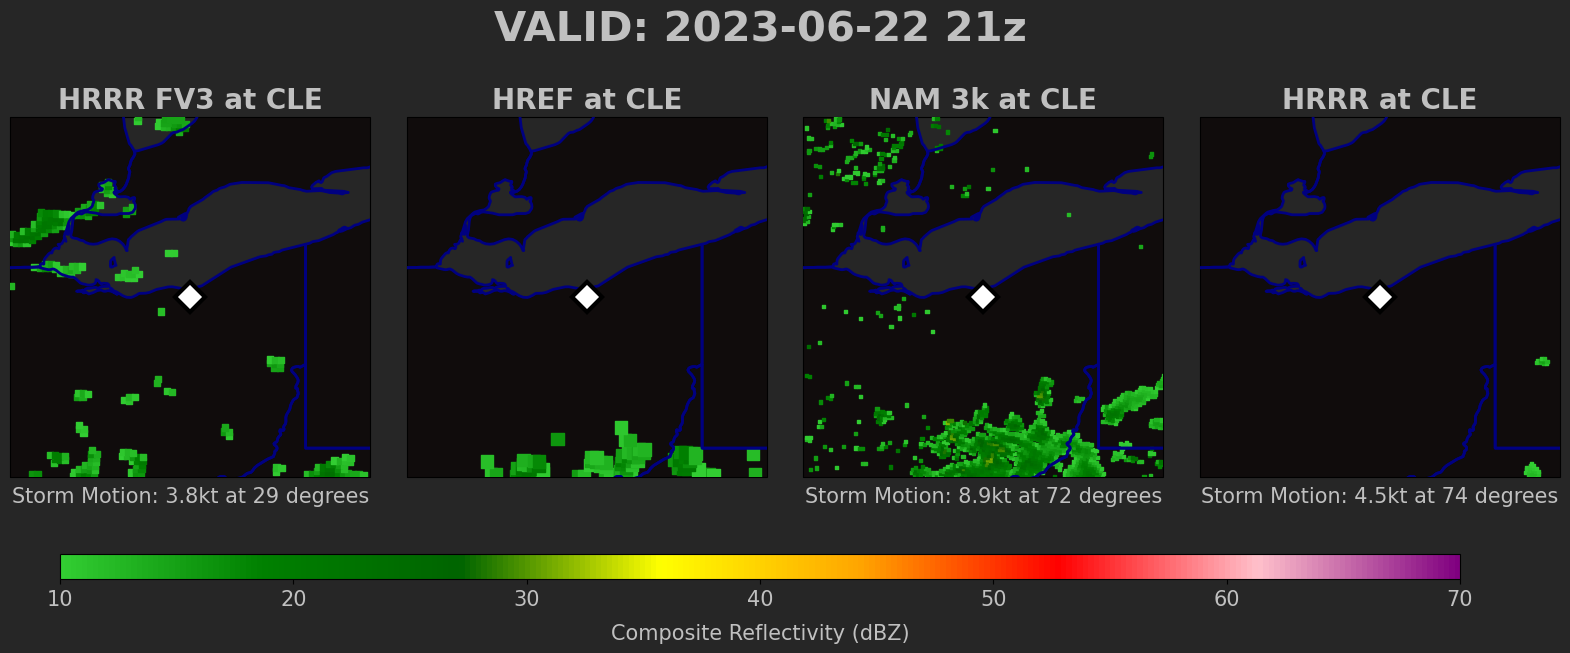 VALID: 2023-06-22 21z
HRRR FV3 at CLE
HREF at CLE
NAM 3k at CLE
HRRR at CLE
Storm Motion: 3.8kt at 29 degrees
Storm Motion: 8.9kt at 72 degrees
Storm Motion: 4.5kt at 74 degrees
10 20 30 40 50 60 70
Composite Reflectivity (dBZ)